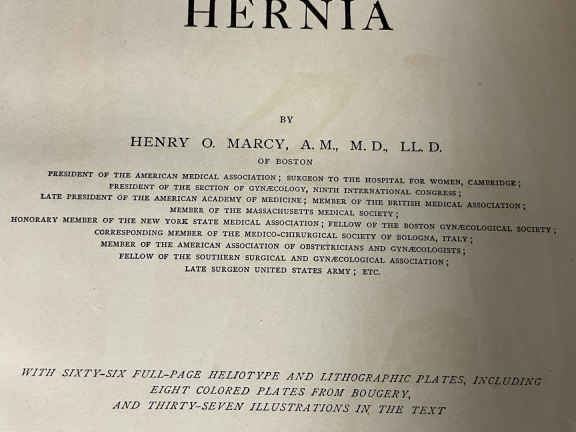 HERNIA
BY
HENRY O. MARCY, A. M., M. D., LL. D.
OF BOSTON
PRESIDENT OF THE AMERICAN MEDICAL ASSOCIATION; SURGEON TO THE HOSPITAL FOR WOMEN, CAMBRIDGE;
PRESIDENT OF THE SECTION OF GYNÆCOLOGY, NINTH INTERNATIONAL CONGRESS;
LATE PRESIDENT OF THE AMERICAN ACADEMY OF MEDICINE; MEMBER OF THE BRITISH MEDICAL ASSOCIATION;
MEMBER OF THE MASSACHUSETTS MEDICAL SOCIETY;
HONORARY MEMBER OF THE NEW YORK STATE MEDICAL ASSOCIATION; FELLOW OF THE BOSTON GYNÆCOLOGICAL SOCIETY;
CORRESPONDING MEMBER OF THE MEDICO-CHIRURGICAL SOCIETY OF BOLOGNA, ITALY;
MEMBER OF THE AMERICAN ASSOCIATION OF OBSTETRICIANS AND GYNÆCOLOGISTS;
FELLOW OF THE SOUTHERN SURGICAL AND GYNÆCOLOGICAL ASSOCIATION;
LATE SURGEON UNITED STATES ARMY; ETC.
WITH SIXTY-SIX FULL-PAGE HELIOTYPE AND LITHOGRAPHIC PLATES, INCLUDING
EIGHT COLORED PLATES FROM BOUGERY,
AND THIRTY-SEVEN ILLUSTRATIONS IN THE TEXT